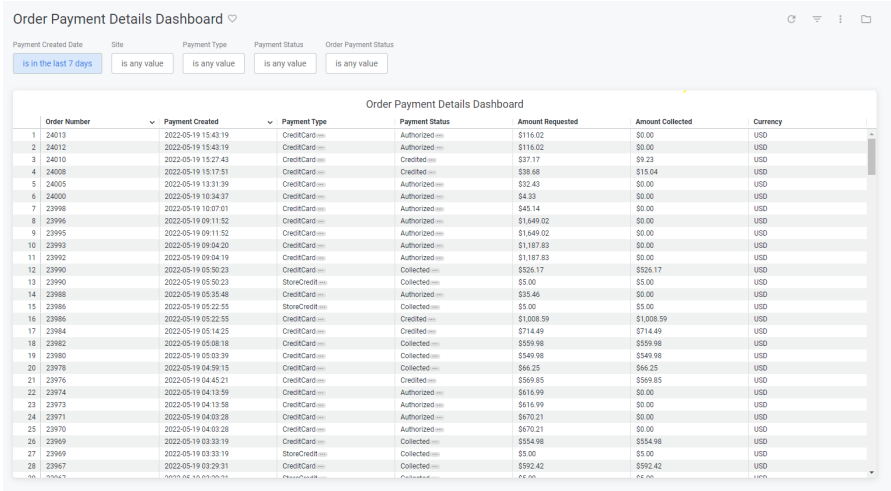 Order Payment Details Dashboard
Payment Created Date Site Payment Type Payment Status Order Payment Status
is in the last 7 days is any value is any value is any value is any value
Order Payment Details Dashboard
Order Number Payment Created Payment Type Payment Status Amount Requested Amount Collected Currency
1 24013 2022-05-19 15:43:19 CreditCard Authorized $116.02 $0.00 USD
2 24012 2022-05-19 15:43:19 CreditCard Authorized $116.02 $0.00 USD
3 24010 2022-05-19 15:27:43 CreditCard Credited $37.17 $9.23 USD
4 24008 2022-05-19 15:17:51 CreditCard Credited $38.68 $15.04 USD
5 24005 2022-05-19 13:31:39 CreditCard Authorized $32.43 $0.00 USD
6 24000 2022-05-19 10:34:37 CreditCard Authorized $4.33 $0.00 USD
7 23998 2022-05-19 10:07:01 CreditCard Authorized $45.14 $0.00 USD
8 23996 2022-05-19 09:11:52 CreditCard Authorized $1,649.02 $0.00 USD
9 23995 2022-05-19 09:11:52 CreditCard Authorized $1,649.02 $0.00 USD
10 23993 2022-05-19 09:04:20 CreditCard Authorized $1,187.83 $0.00 USD
11 23992 2022-05-19 09:04:19 CreditCard Authorized $1,187.83 $0.00 USD
12 23990 2022-05-19 05:50:23 CreditCard Collected $526.17 $526.17 USD
13 23990 2022-05-19 05:50:23 StoreCredit Collected $5.00 $5.00 USD
14 23988 2022-05-19 05:35:48 CreditCard Authorized $35.46 $0.00 USD
15 23986 2022-05-19 05:22:55 StoreCredit Collected $5.00 $5.00 USD
16 23986 2022-05-19 05:22:55 CreditCard Credited $1,008.59 $1,008.59 USD
17 23984 2022-05-19 05:14:25 CreditCard Credited $714.49 $714.49 USD
18 23982 2022-05-19 05:08:18 CreditCard Collected $559.98 $559.98 USD
19 23980 2022-05-19 05:03:39 CreditCard Collected $549.98 $549.98 USD
20 23978 2022-05-19 04:59:15 CreditCard Collected $66.25 $66.25 USD
21 23976 2022-05-19 04:45:21 CreditCard Credited $569.85 $569.85 USD
22 23974 2022-05-19 04:13:59 CreditCard Authorized $616.99 $0.00 USD
23 23973 2022-05-19 04:13:58 CreditCard Authorized $616.99 $0.00 USD
24 23971 2022-05-19 04:03:28 CreditCard Authorized $670.21 $0.00 USD
25 23970 2022-05-19 04:03:28 CreditCard Authorized $670.21 $0.00 USD
26 23969 2022-05-19 03:33:19 CreditCard Collected $554.98 $554.98 USD
27 23969 2022-05-19 03:33:19 StoreCredit Collected $5.00 $5.00 USD
28 23967 2022-05-19 03:29:31 CreditCard Collected $592.42 $592.42 USD